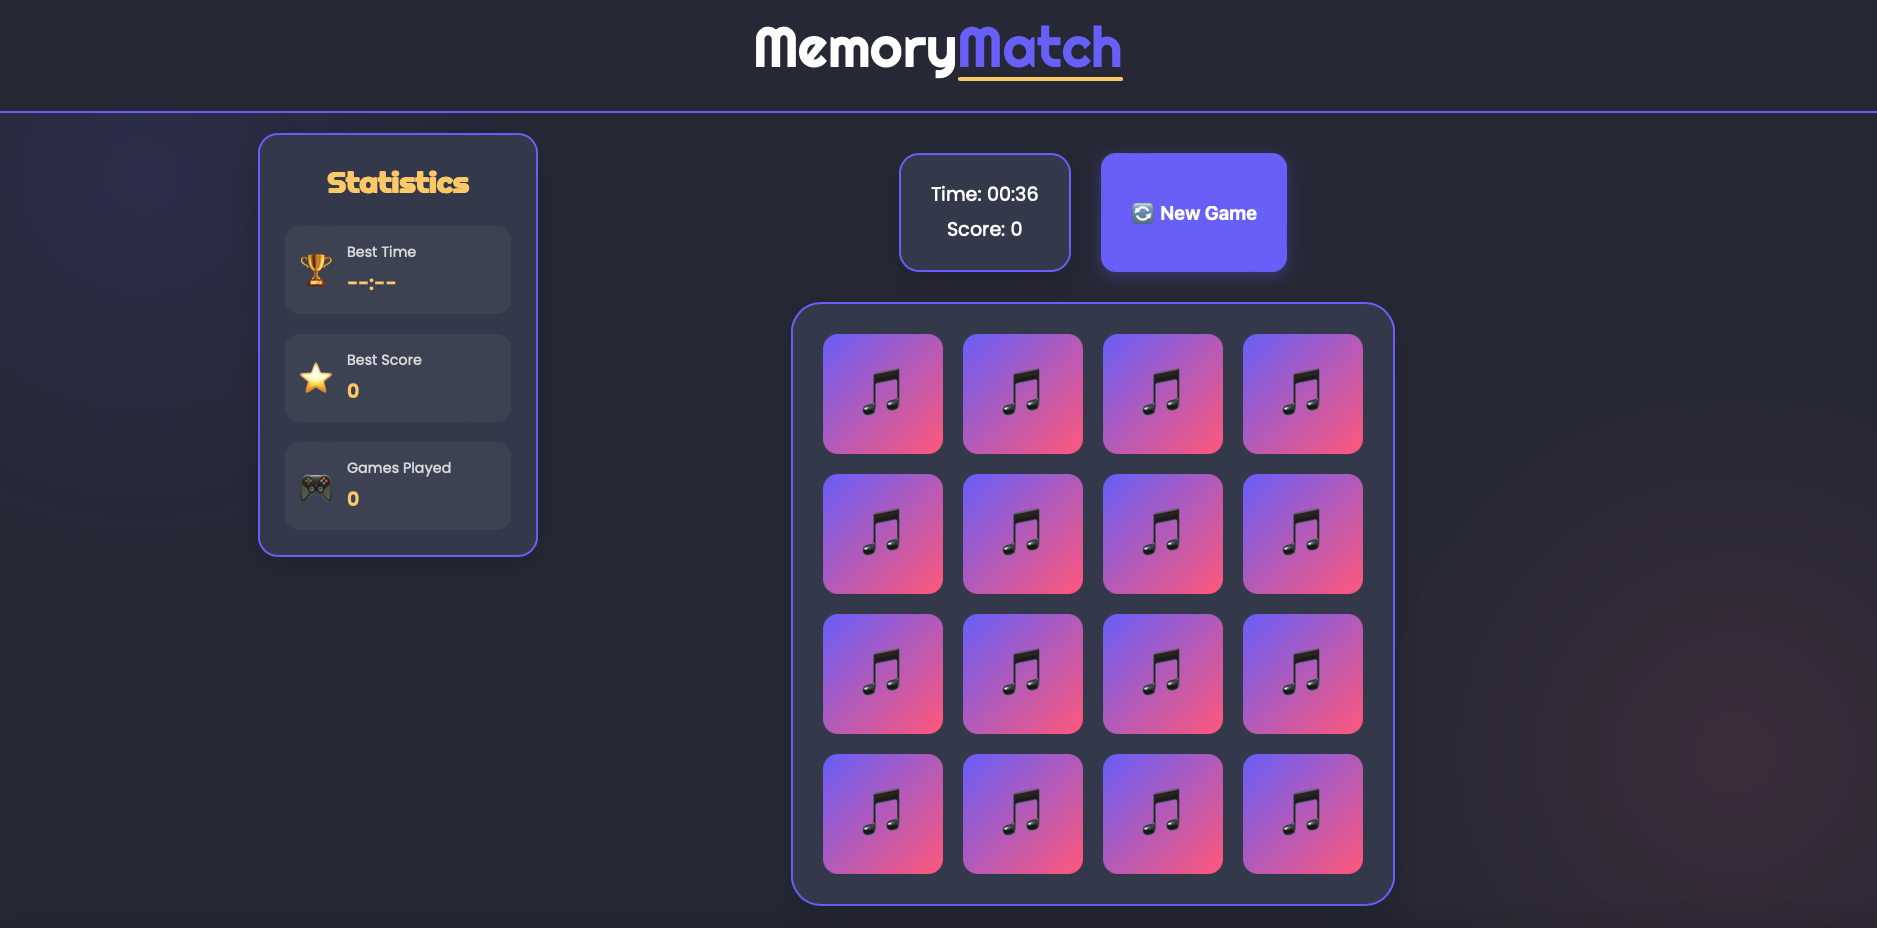 MemoryMatch
Statistics
Best Time
--:--
Best Score
0
Games Played
0
Time: 00:36
Score: 0
New Game